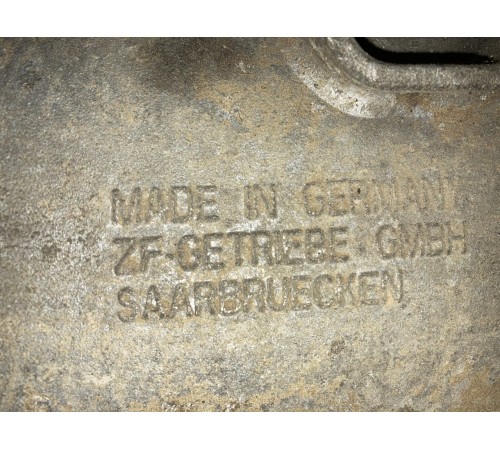 MADE IN GERMANY
ZF-GETRIEBE GMBH
SAARBRUECKEN